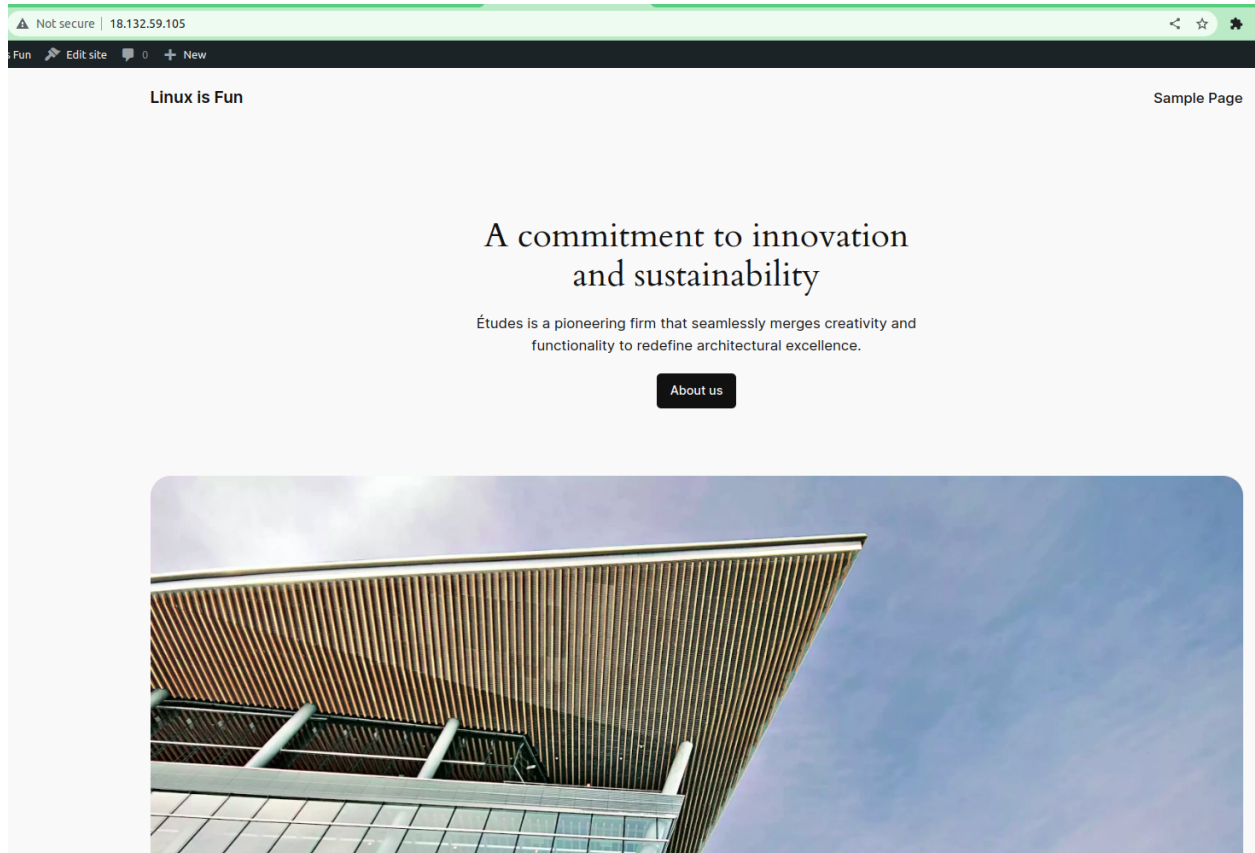 Not secure 18.132.59.105
s Fun Edit site 0 New
Linux is Fun Sample Page
A commitment to innovation
and sustainability
Études is a pioneering firm that seamlessly merges creativity and
functionality to redefine architectural excellence.
About us